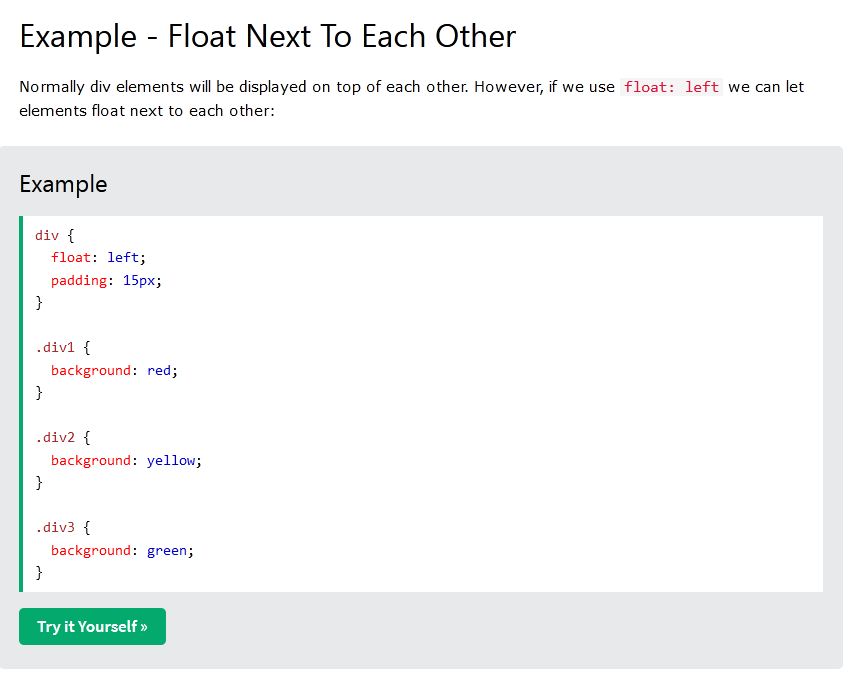 Example - Float Next To Each Other
Normally div elements will be displayed on top of each other. However, if we use float: left we can let
elements float next to each other:
Example
div {
  float: left;
  padding: 15px;
}
.div1 {
  background: red;
}
.div2 {
  background: yellow;
}
.div3 {
  background: green;
}
Try it Yourself »